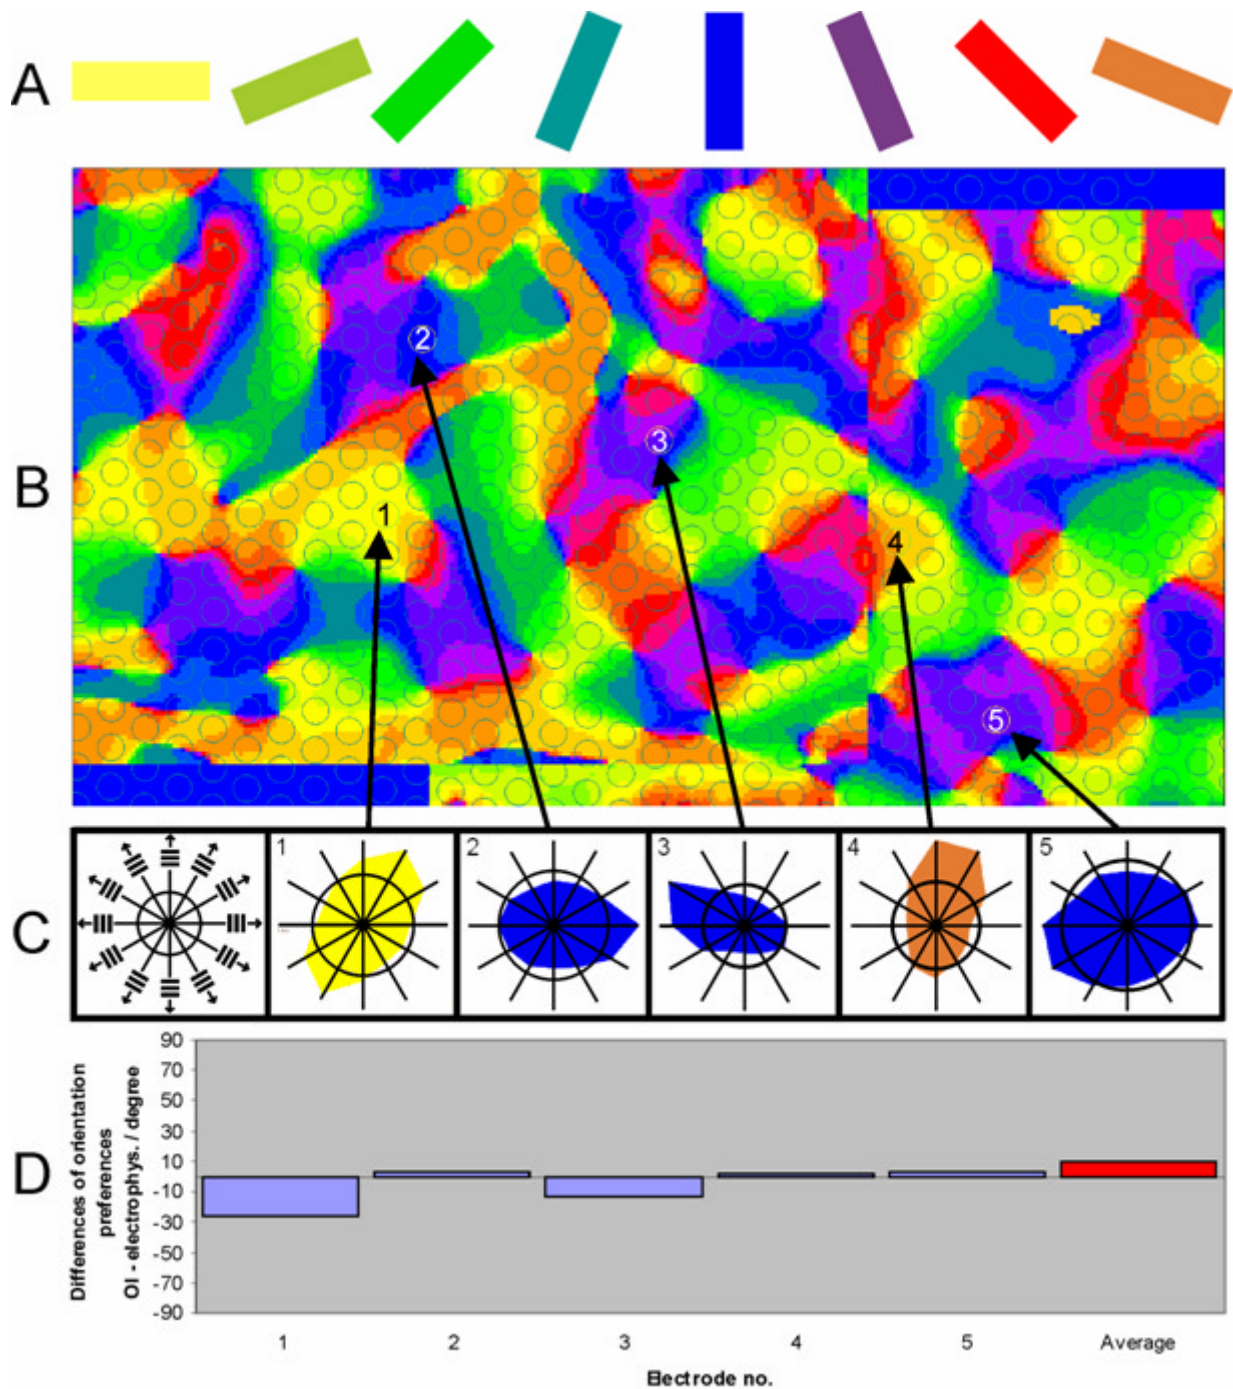 A
B
2
3
1
4
5
C
1
2
3
4
5
D
Differences of orientation
preferences
OI - electrophys. / degree
90
70
50
30
10
-10
-30
-50
-70
-90
1
2
3
4
5
Average
Electrode no.